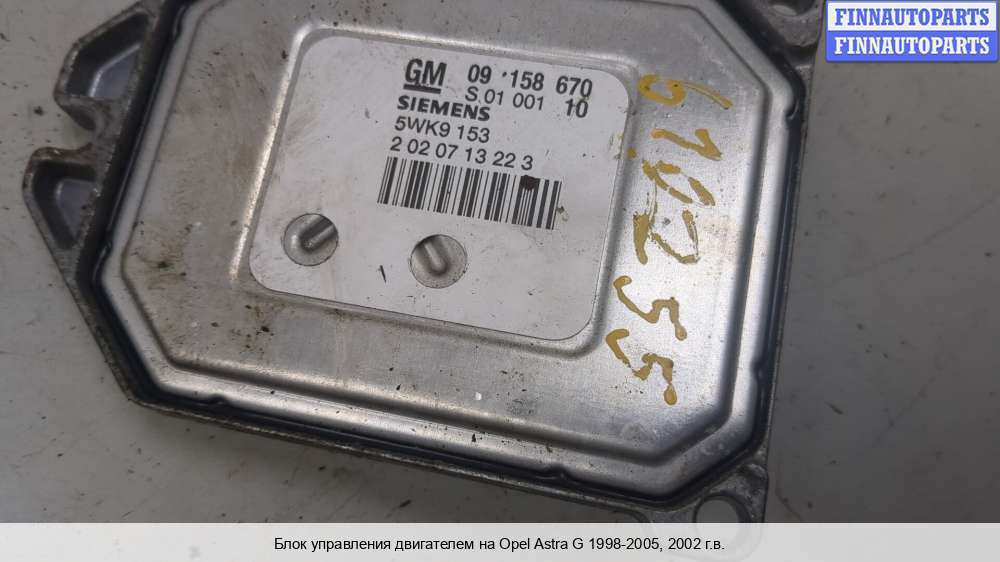 FINNAUTOPARTS
FINNAUTOPARTS
GM 09 158 670
S 01 001 10
SIEMENS
5WK9 153
2 02 07 13 22 3
610255
Блок управления двигателем на Opel Astra G 1998-2005, 2002 г.в.